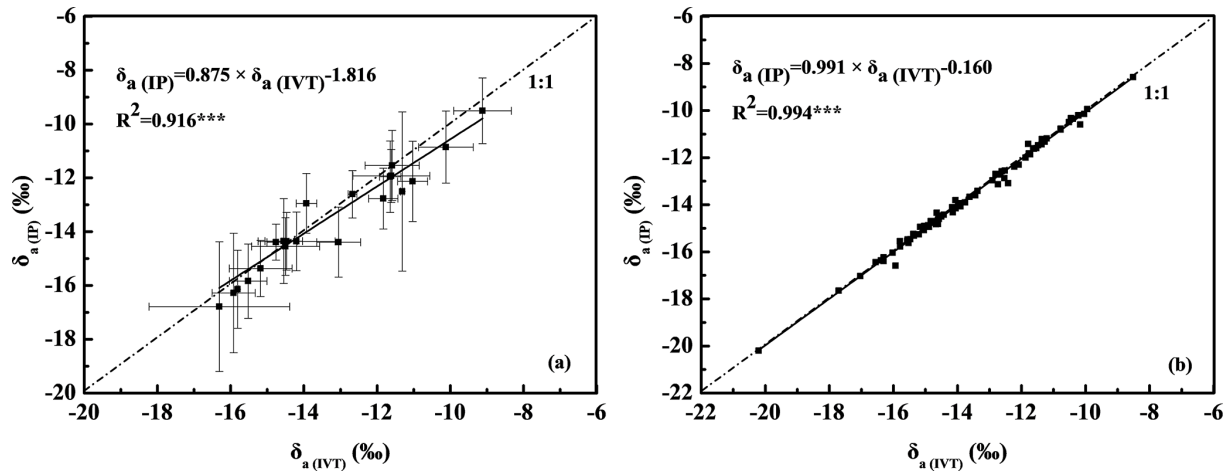 -6
-8
-10
-12
-14
-16
-18
-20
δa (IP) (‰)
δa (IP)=0.875 × δa (IVT)-1.816
R2=0.916***
1:1
(a)
-20 -18 -16 -14 -12 -10 -8 -6
δa (IVT) (‰)
-6
-8
-10
-12
-14
-16
-18
-20
-22
δa (IP) (‰)
δa (IP)=0.991 × δa (IVT)-0.160
R2=0.994***
1:1
(b)
-22 -20 -18 -16 -14 -12 -10 -8 -6
δa (IVT) (‰)